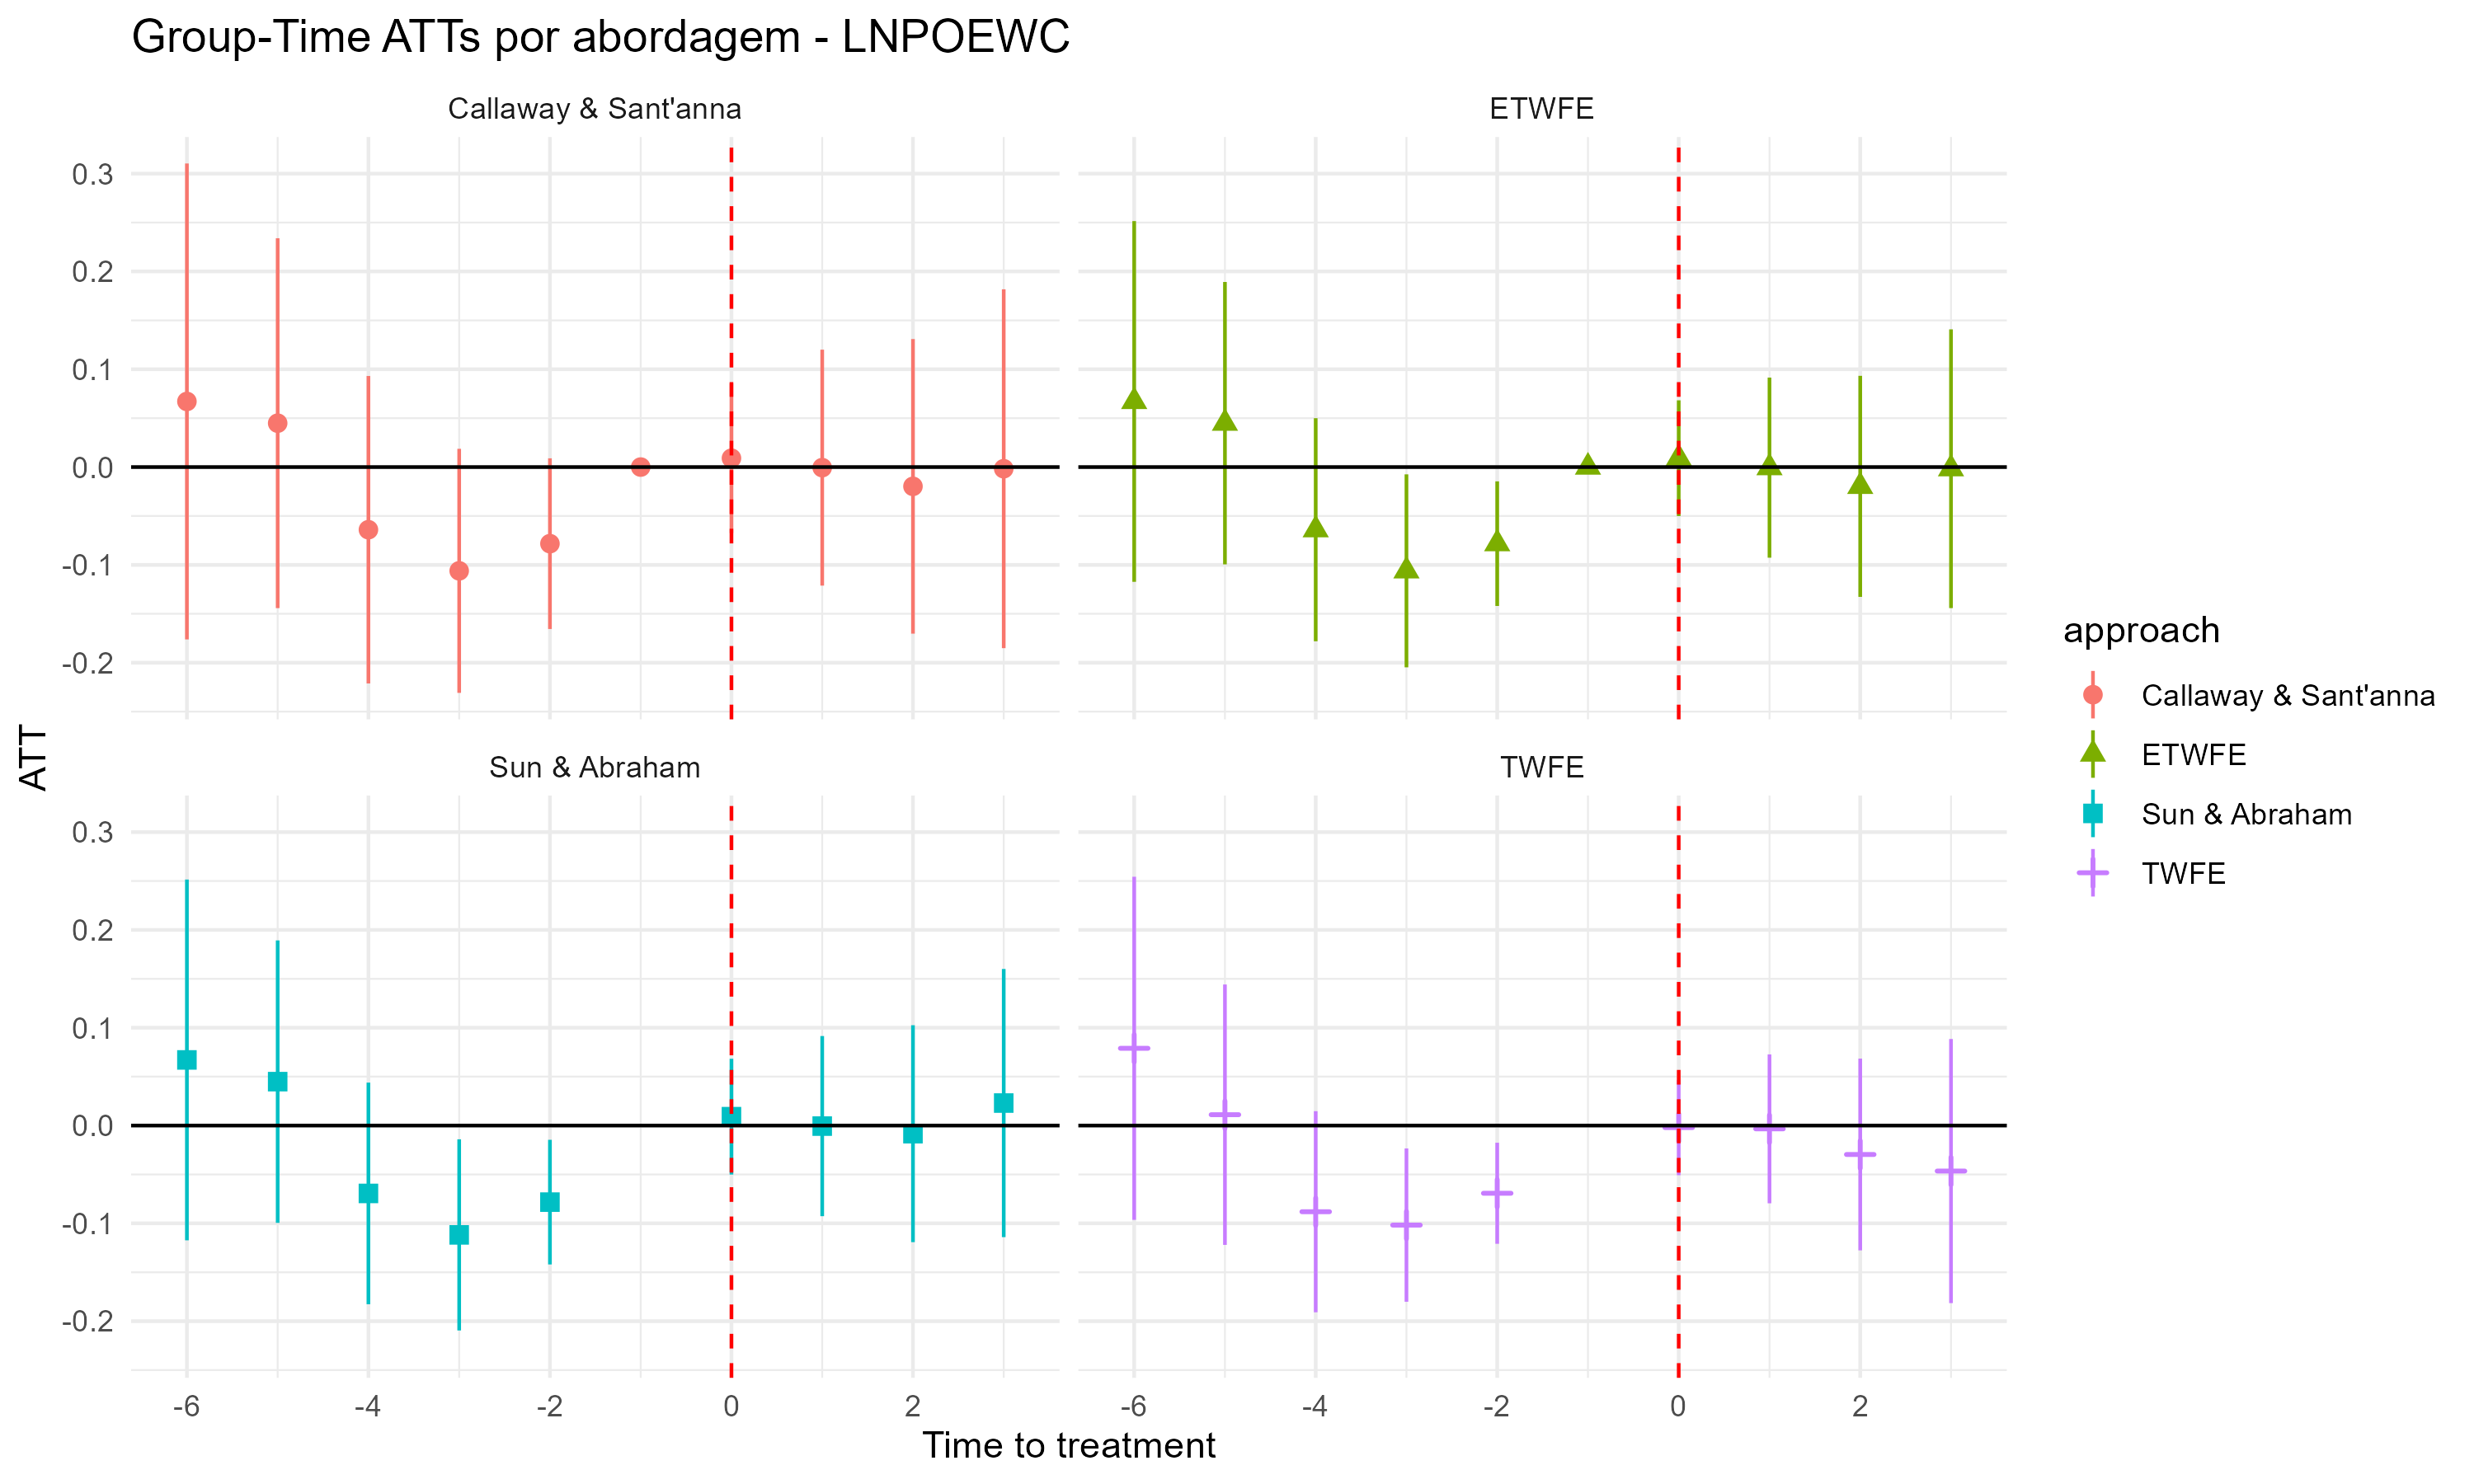 Group-Time ATTs por abordagem - LNPOEWC
Callaway & Sant'anna
ETWFE
0.3
0.2
0.1
0.0
-0.1
-0.2
Sun & Abraham
TWFE
0.3
0.2
0.1
0.0
-0.1
-0.2
-6
-4
-2
0
2
-6
-4
-2
0
2
Time to treatment
ATT
approach
Callaway & Sant'anna
ETWFE
Sun & Abraham
TWFE